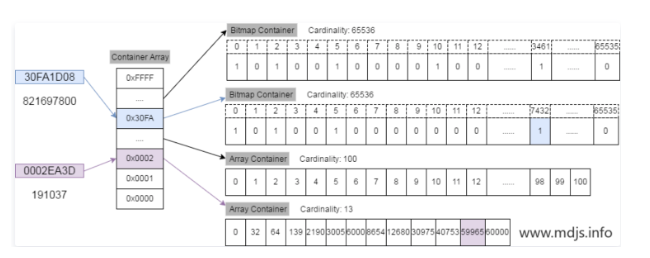 Bitmap Container Cardinality: 65536
0 1 2 3 4 5 6 7 8 9 10 11 12 ...... 3461 ...... 65535
1 0 1 0 0 1 0 0 0 0 1 0 0 ...... 1 ...... 0
Container Array
30FA1D08
821697800
0xFFFF
....
0x30FA
....
0x0002
0x0001
0x0000
Bitmap Container Cardinality: 65536
0 1 2 3 4 5 6 7 8 9 10 11 12 ...... 7432 ...... 65535
1 0 1 0 0 1 0 0 0 0 0 0 0 ...... 1 ...... 0
0002EA3D
191037
Array Container Cardinality: 100
0 1 2 3 4 5 6 7 8 9 10 11 12 ...... 98 99 100
Array Container Cardinality: 13
0 32 64 139 2190 3005 6000 8654 12680 30975 40753 59965 60000
www.mdjs.info